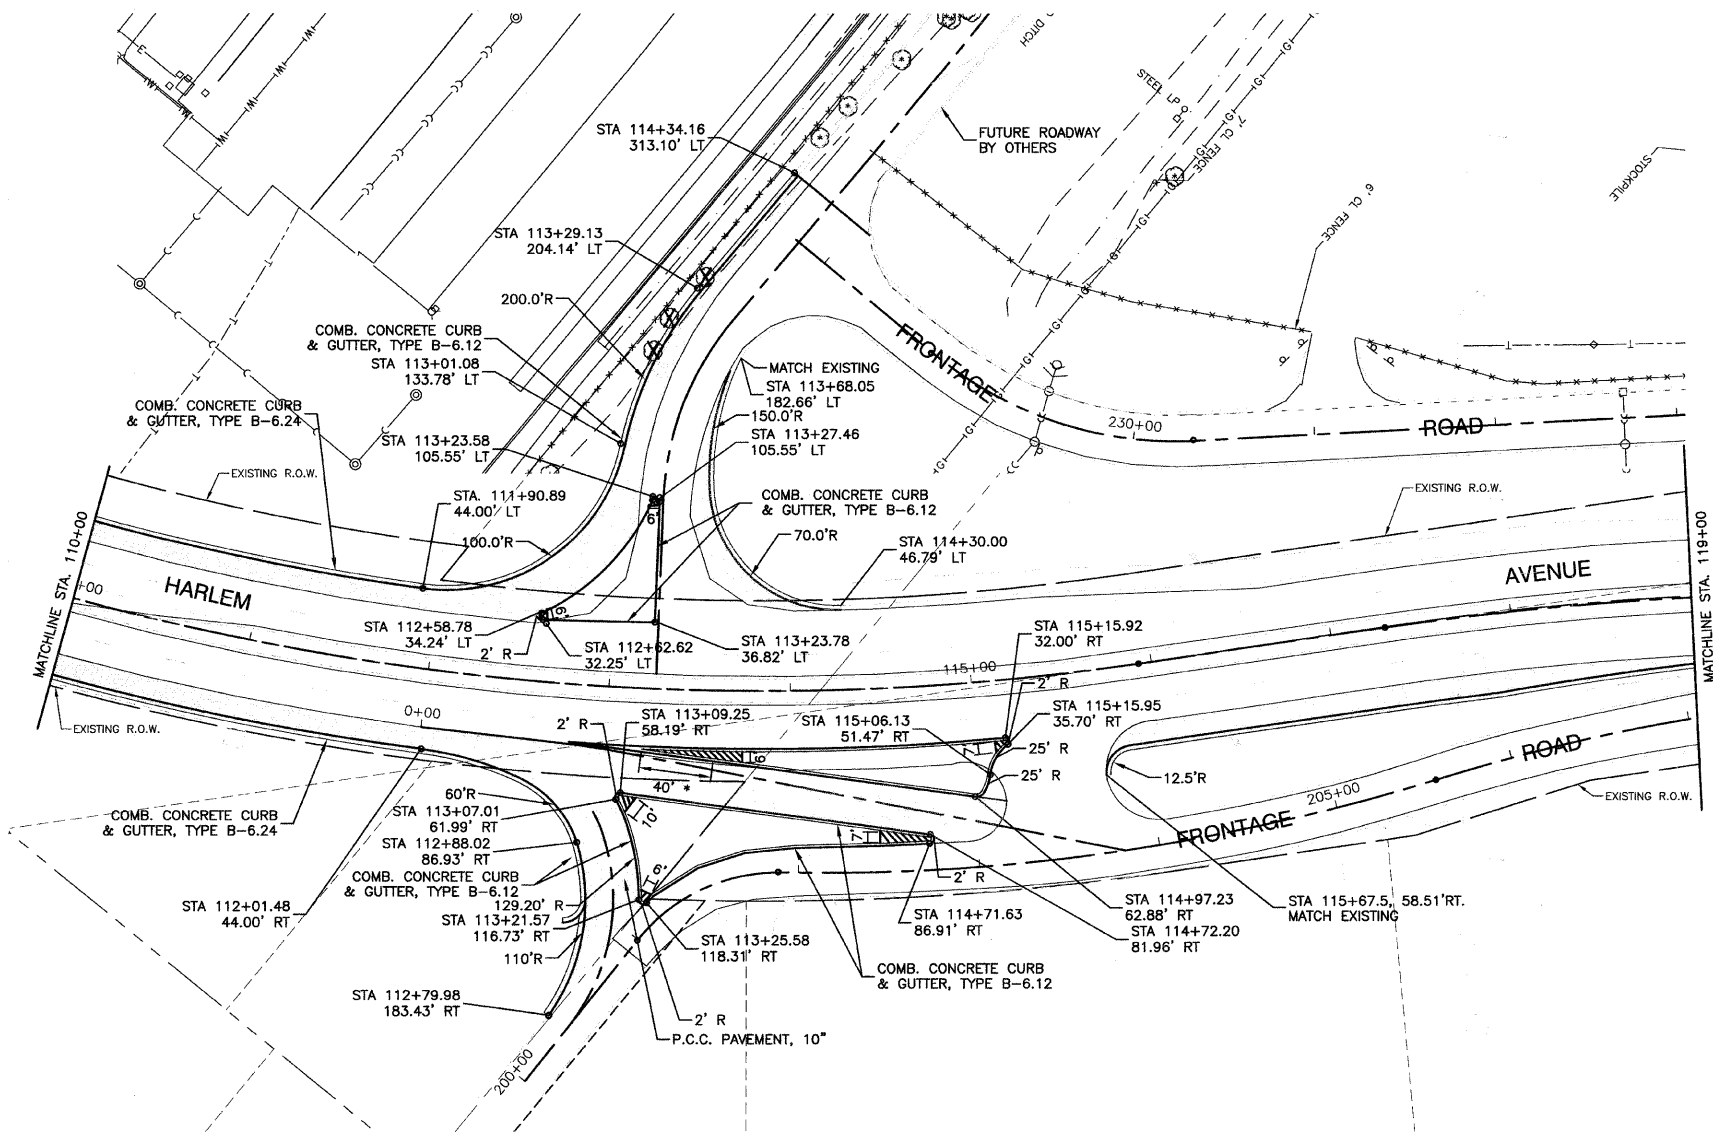 DITCH
STEEL LP
7' CL FENCE
STA 114+34.16
313.10' LT
FUTURE ROADWAY
BY OTHERS
STOCKPILE
6' CL FENCE
STA 113+29.13
204.14' LT
200.0'R
COMB. CONCRETE CURB
& GUTTER, TYPE B-6.12
STA 113+01.08
133.78' LT
FRONTAGE
ROAD
230+00
MATCH EXISTING
STA 113+68.05
182.66' LT
150.0'R
COMB. CONCRETE CURB
& GUTTER, TYPE B-6.24
STA 113+23.58
105.55' LT
STA 113+27.46
105.55' LT
EXISTING R.O.W.
STA. 111+90.89
44.00' LT
COMB. CONCRETE CURB
& GUTTER, TYPE B-6.12
6'
EXISTING R.O.W.
100.0'R
70.0'R
STA 114+30.00
46.79' LT
MATCHLINE STA. 110+00
+00
HARLEM
AVENUE
MATCHLINE STA. 119+00
6'
STA 112+58.78
34.24' LT
2' R
STA 112+62.62
32.25' LT
STA 113+23.78
36.82' LT
STA 115+15.92
32.00' RT
115+00
2' R
0+00
2' R
STA 113+09.25
58.19' RT
STA 115+06.13
51.47' RT
STA 115+15.95
35.70' RT
EXISTING R.O.W.
6'
7'
25' R
25' R
12.5'R
ROAD
40' *
205+00
EXISTING R.O.W.
FRONTAGE
COMB. CONCRETE CURB
& GUTTER, TYPE B-6.24
60'R
STA 113+07.01
61.99' RT
10'
STA 112+88.02
86.93' RT
7'
COMB. CONCRETE CURB
& GUTTER, TYPE B-6.12
6'
2' R
129.20' R
STA 112+01.48
44.00' RT
STA 113+21.57
116.73' RT
STA 114+71.63
86.91' RT
STA 114+97.23
62.88' RT
STA 114+72.20
81.96' RT
STA 115+67.5, 58.51'RT.
MATCH EXISTING
STA 113+25.58
118.31' RT
110'R
COMB. CONCRETE CURB
& GUTTER, TYPE B-6.12
STA 112+79.98
183.43' RT
2' R
P.C.C. PAVEMENT, 10"
200+00